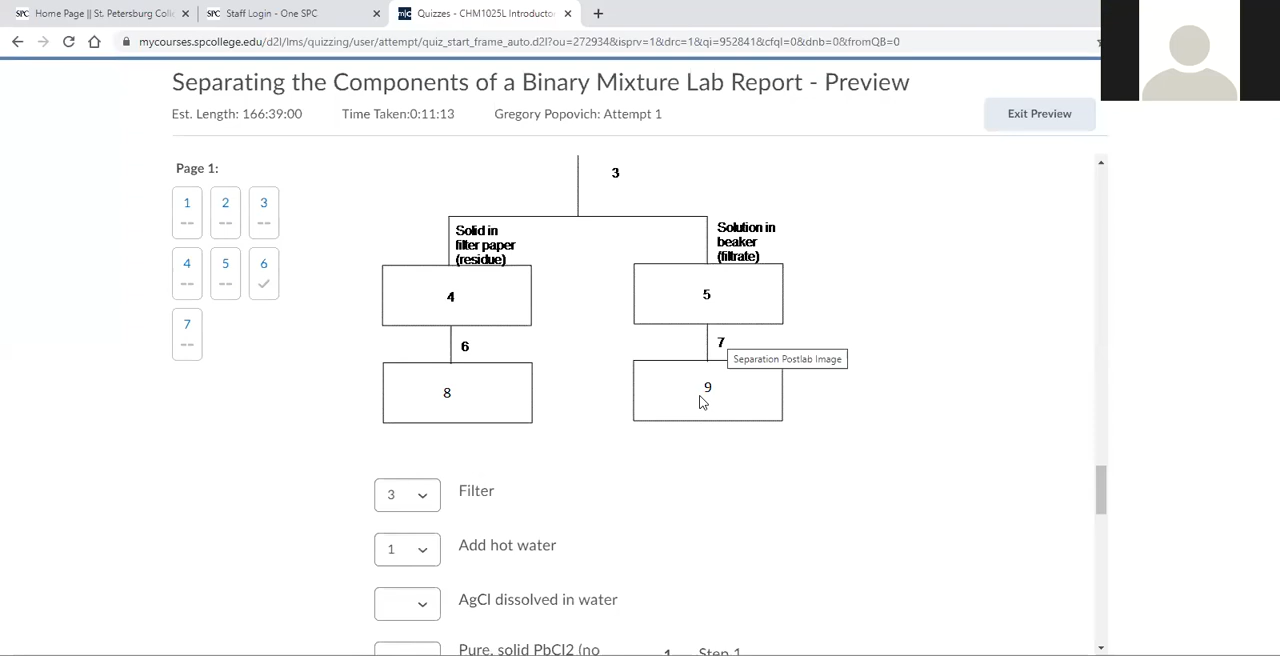 Home Page || St. Petersburg Coll
Staff Login - One SPC
Quizzes - CHM1025L Introducto
mycourses.spcollege.edu/d2l/lms/quizzing/user/attempt/quiz_start_frame_auto.d2l?ou=272934&isprv=1&drc=1&qi=952841&cfql=0&dnb=0&fromQB=0
Separating the Components of a Binary Mixture Lab Report - Preview
Est. Length: 166:39:00 Time Taken:0:11:13 Gregory Popovich: Attempt 1
Exit Preview
Page 1:
1 2 3
-- -- --
4 5 6
-- --
7
--
3
Solid in
filter paper
(residue)
Solution in
beaker
(filtrate)
4
5
6
7
Separation Postlab Image
8
9
3 Filter
1 Add hot water
AgCl dissolved in water
Pure, solid PbCl2 (no
1 Step 1